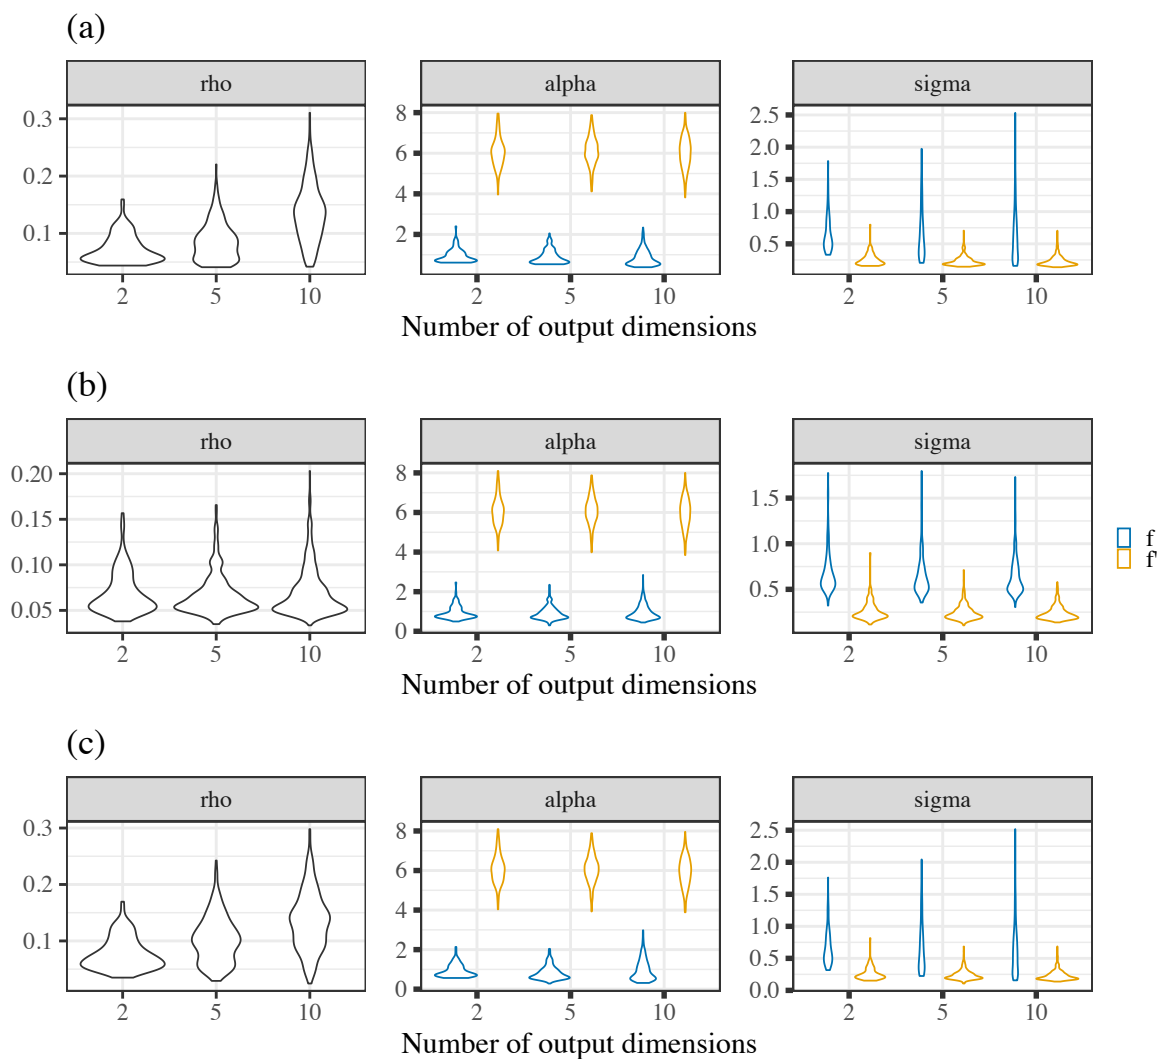 (a)
rho alpha sigma
0.3 0.2 0.1
8 6 4 2
2.5 2.0 1.5 1.0 0.5
2 5 10 2 5 10 2 5 10
Number of output dimensions
(b)
rho alpha sigma
0.20 0.15 0.10 0.05
8 6 4 2 0
1.5 1.0 0.5
2 5 10 2 5 10 2 5 10
Number of output dimensions
f
f'
(c)
rho alpha sigma
0.3 0.2 0.1
8 6 4 2 0
2.5 2.0 1.5 1.0 0.5 0.0
2 5 10 2 5 10 2 5 10
Number of output dimensions